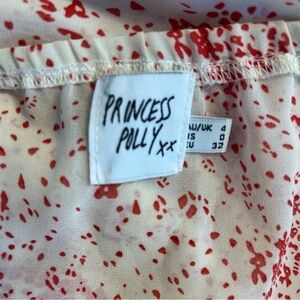 PRINCESS
POLLY xx
AU/UK 4
US 0
EU 32